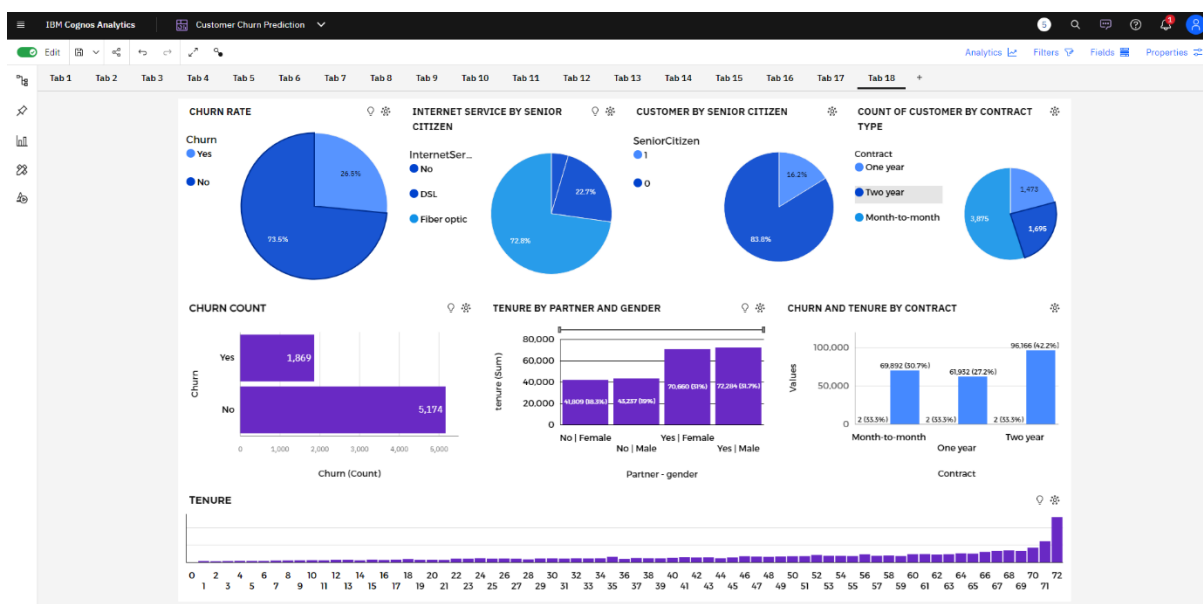 IBM Cognos Analytics
Customer Churn Prediction
5
1
Edit
Analytics
Filters
Fields
Properties
Tab 1 Tab 2 Tab 3 Tab 4 Tab 5 Tab 6 Tab 7 Tab 8 Tab 9 Tab 10 Tab 11 Tab 12 Tab 13 Tab 14 Tab 15 Tab 16 Tab 17 Tab 18 +
CHURN RATE
Churn
Yes
No
26.5%
73.5%
INTERNET SERVICE BY SENIOR
CITIZEN
InternetSer...
No
DSL
Fiber optic
22.7%
72.8%
CUSTOMER BY SENIOR CITIZEN
SeniorCitizen
1
0
16.2%
83.8%
COUNT OF CUSTOMER BY CONTRACT
TYPE
Contract
One year
Two year
Month-to-month
1,473
3,875
1,695
CHURN COUNT
Churn
Yes
1,869
No
5,174
0 1,000 2,000 3,000 4,000 5,000
Churn (Count)
TENURE BY PARTNER AND GENDER
tenure (Sum)
80,000
60,000
40,000
20,000
0
41,809 (18.3%) 43,237 (19%) 70,660 (31%) 72,284 (31.7%)
No | Female Yes | Female
No | Male Yes | Male
Partner - gender
CHURN AND TENURE BY CONTRACT
Values
100,000
50,000
0
69,892 (30.7%) 61,932 (27.2%) 96,166 (42.2%)
2 (33.3%) 2 (33.3%) 2 (33.3%)
Month-to-month Two year
One year
Contract
TENURE
0 2 4 6 8 10 12 14 16 18 20 22 24 26 28 30 32 34 36 38 40 42 44 46 48 50 52 54 56 58 60 62 64 66 68 70 72
1 3 5 7 9 11 13 15 17 19 21 23 25 27 29 31 33 35 37 39 41 43 45 47 49 51 53 55 57 59 61 63 65 67 69 71